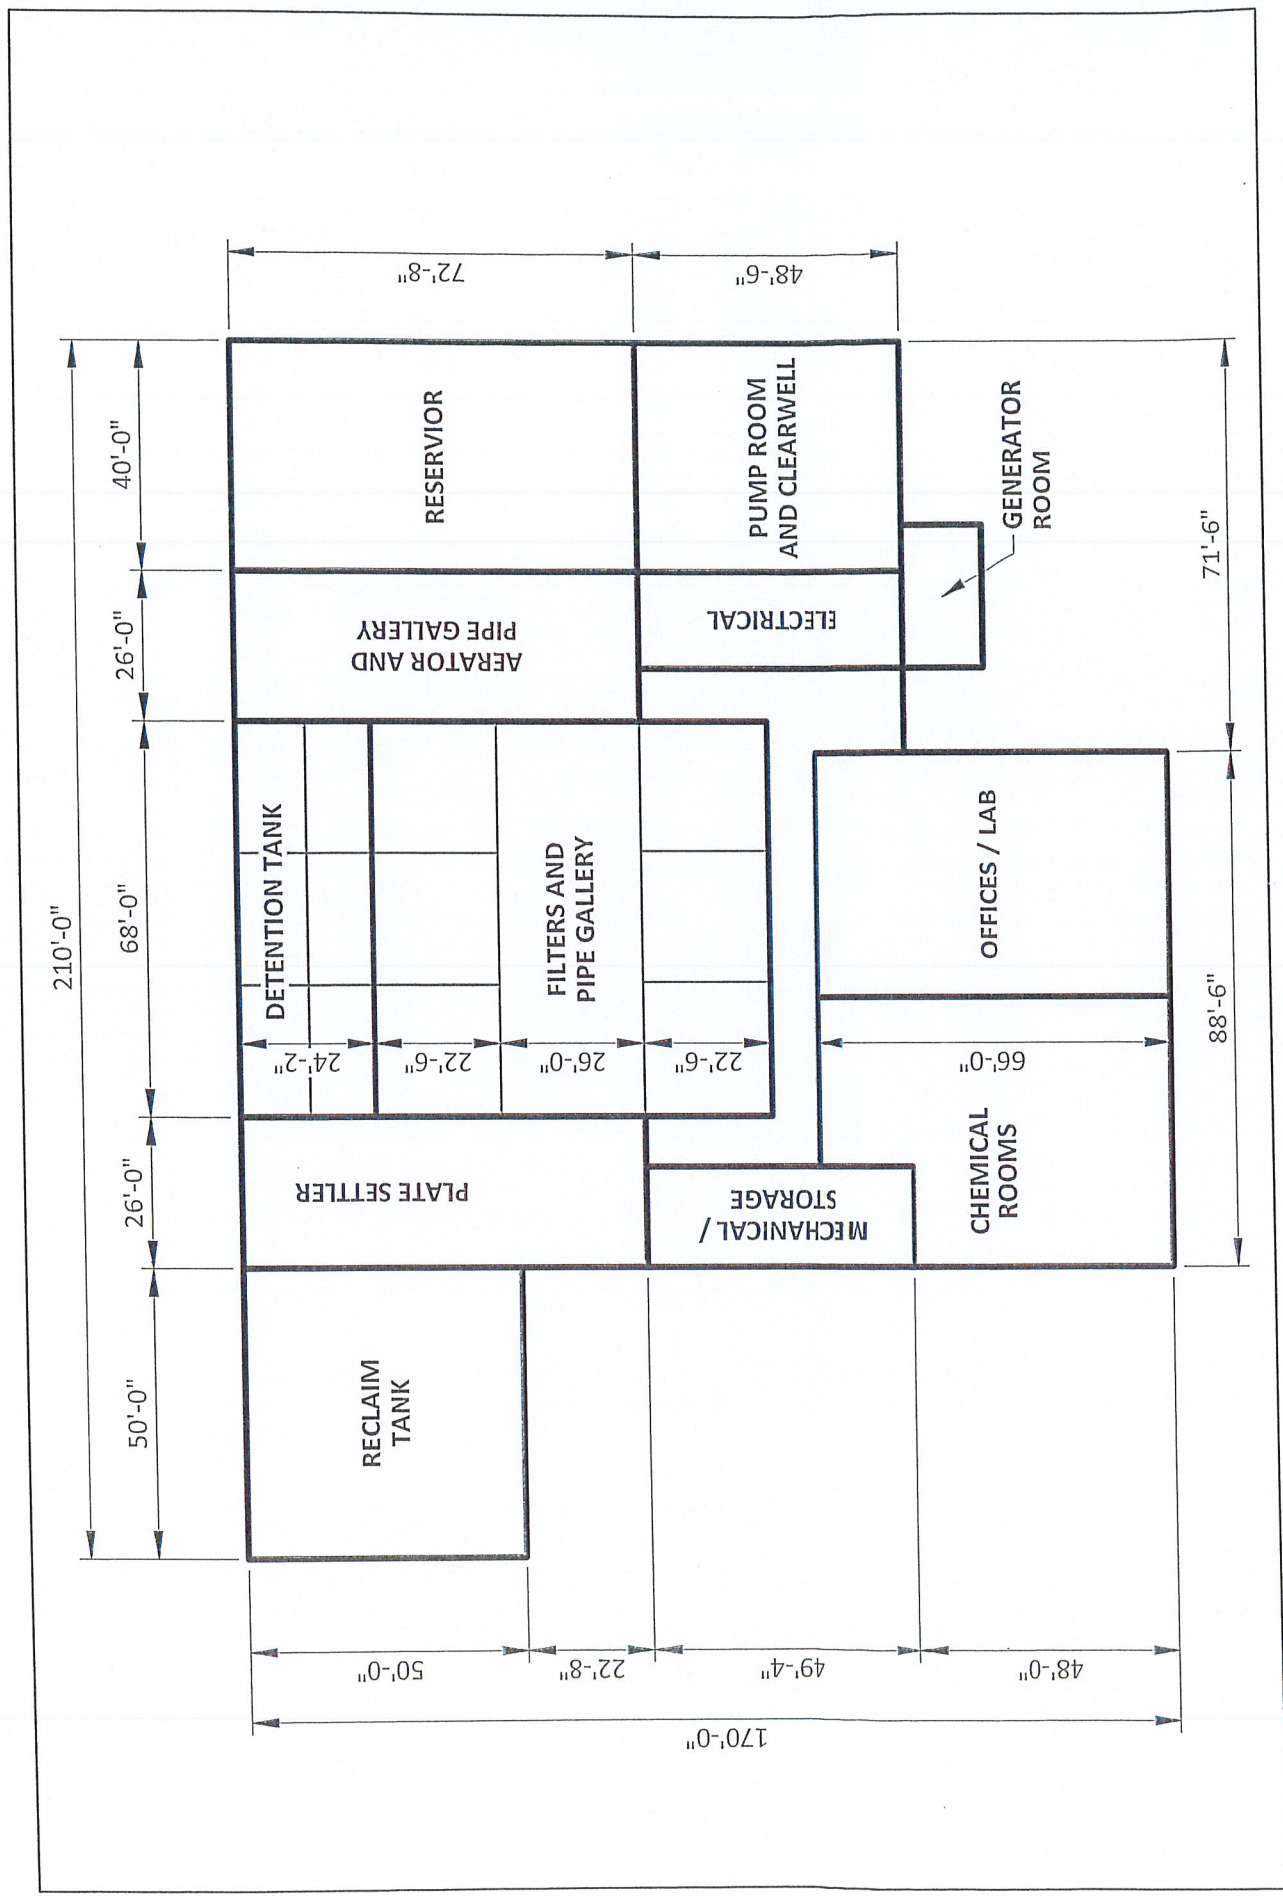 210'-0"
50'-0"
26'-0"
68'-0"
26'-0"
40'-0"
72'-8"
48'-6"
RECLAIM
TANK
PLATE SETTLER
DETENTION TANK
24'-2"
22'-6"
26'-0"
22'-6"
FILTERS AND
PIPE GALLERY
AERATOR AND
PIPE GALLERY
RESERVIOR
MECHANICAL /
STORAGE
ELECTRICAL
PUMP ROOM
AND CLEARWELL
CHEMICAL
ROOMS
66'-0"
OFFICES / LAB
GENERATOR
ROOM
50'-0"
22'-8"
49'-4"
48'-0"
170'-0"
88'-6"
71'-6"